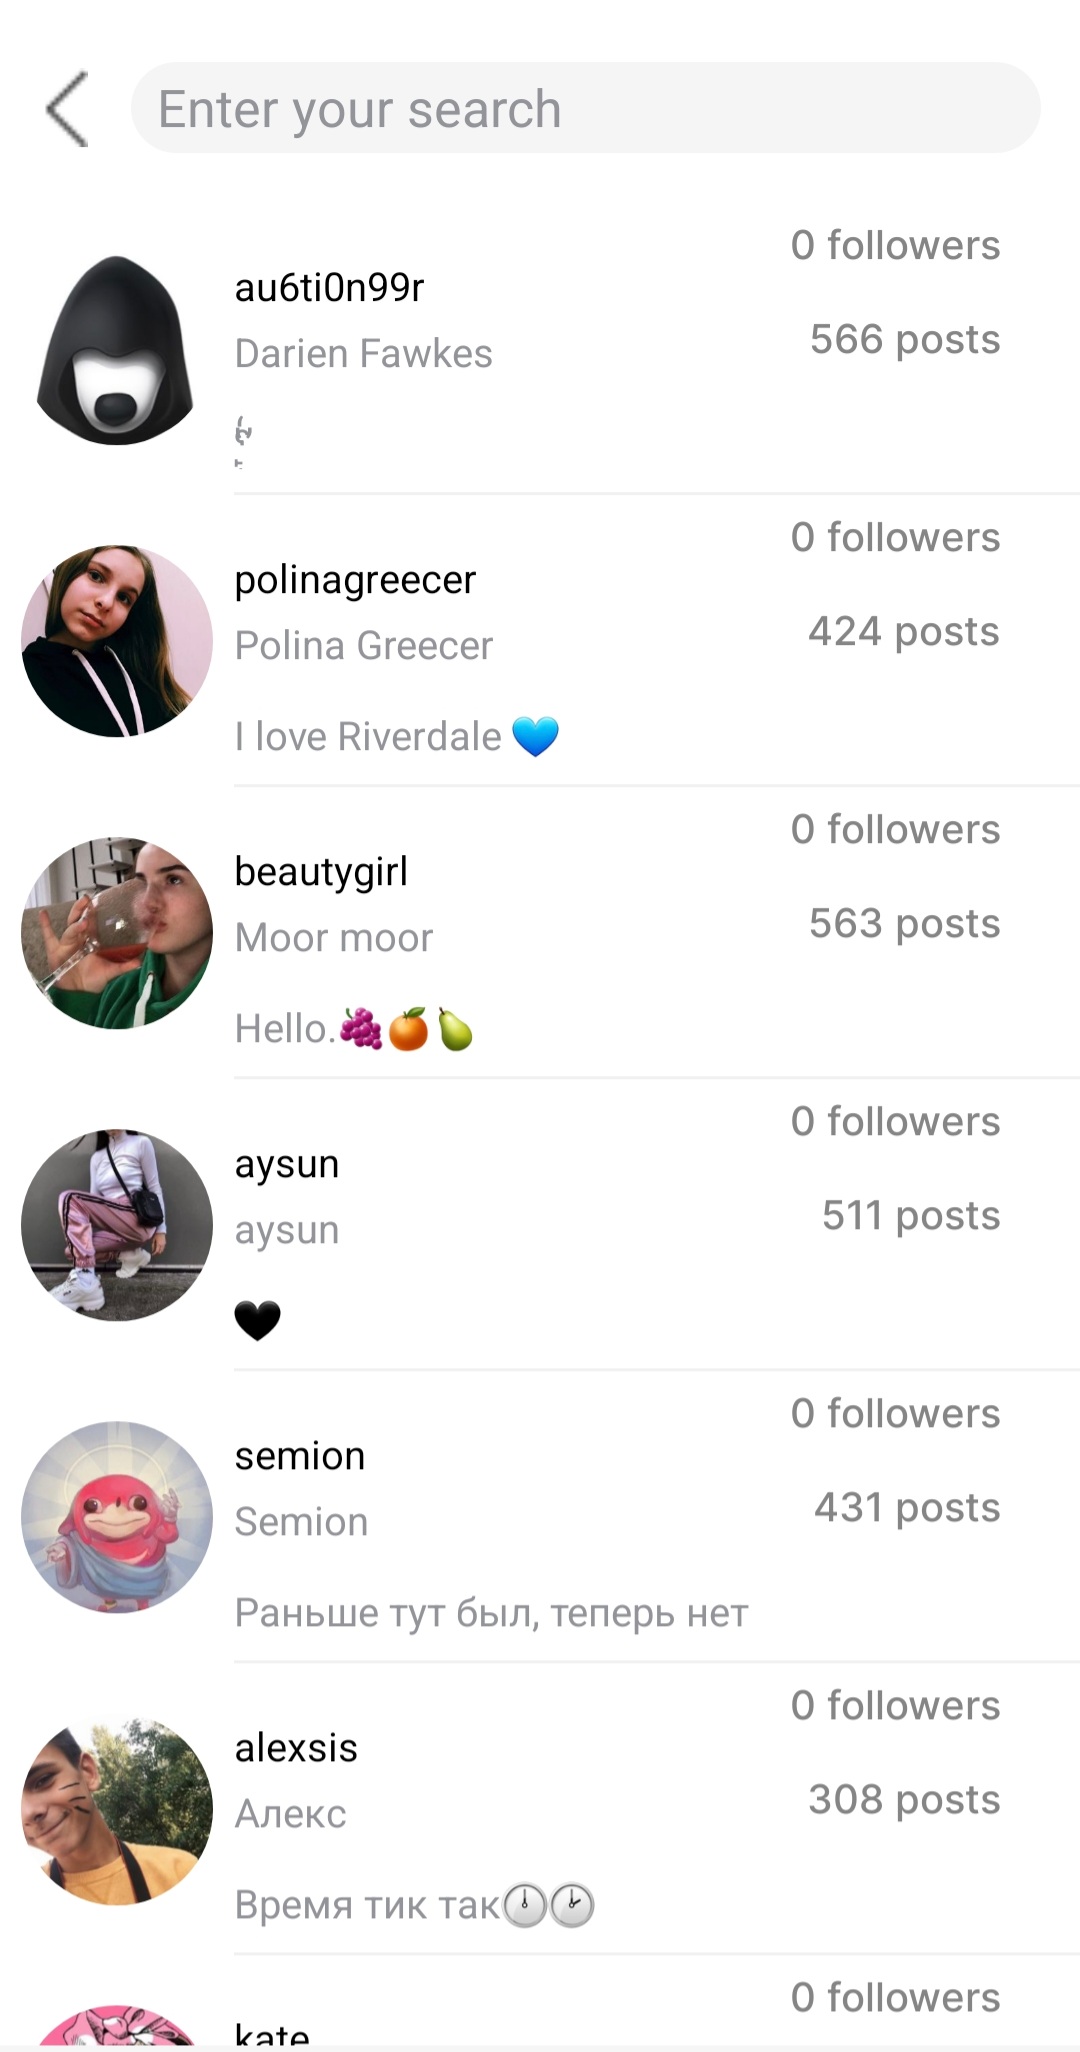 Enter your search
0 followers
au6ti0n99r
566 posts
Darien Fawkes
0 followers
polinagreecer
424 posts
Polina Greecer
I love Riverdale 💙
0 followers
beautygirl
563 posts
Moor moor
Hello.🍇🍊🍐
0 followers
aysun
511 posts
aysun
🖤
0 followers
semion
431 posts
Semion
Раньше тут был, теперь нет
0 followers
alexsis
308 posts
Алекс
Время тик так🕛🕑
0 followers
kate